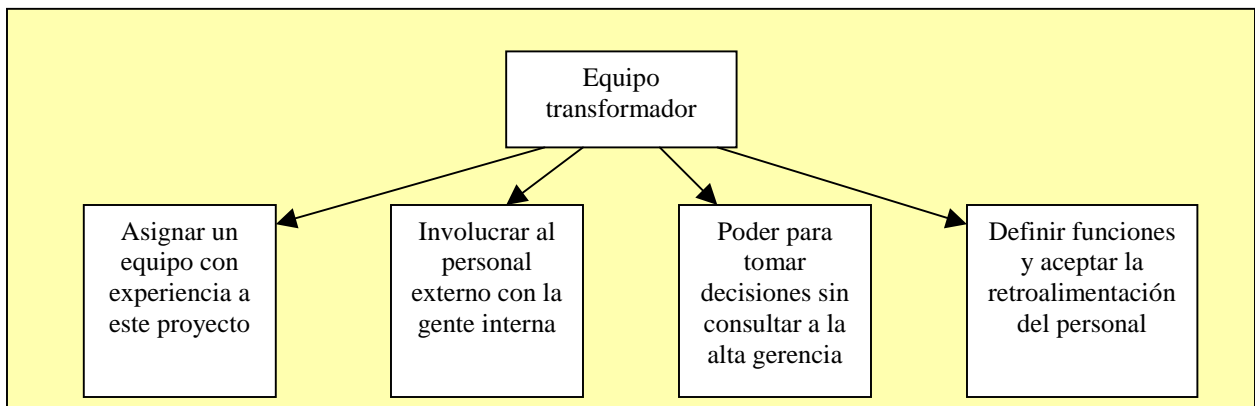 Equipo
transformador
Asignar un
equipo con
experiencia a
este proyecto
Involucrar al
personal
externo con la
gente interna
Poder para
tomar
decisiones sin
consultar a la
alta gerencia
Definir funciones
y aceptar la
retroalimentación
del personal